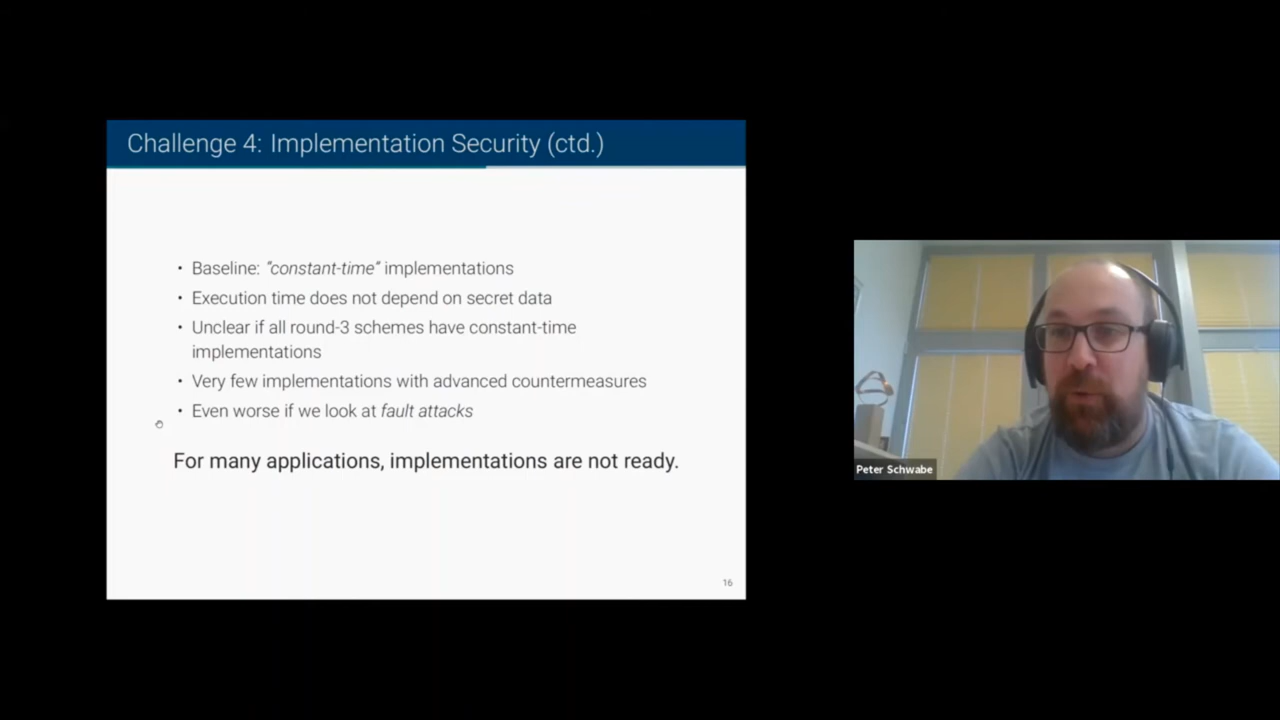 Challenge 4: Implementation Security (ctd.)
• Baseline: "constant-time" implementations
• Execution time does not depend on secret data
• Unclear if all round-3 schemes have constant-time
implementations
• Very few implementations with advanced countermeasures
• Even worse if we look at fault attacks
For many applications, implementations are not ready.
16
Peter Schwabe